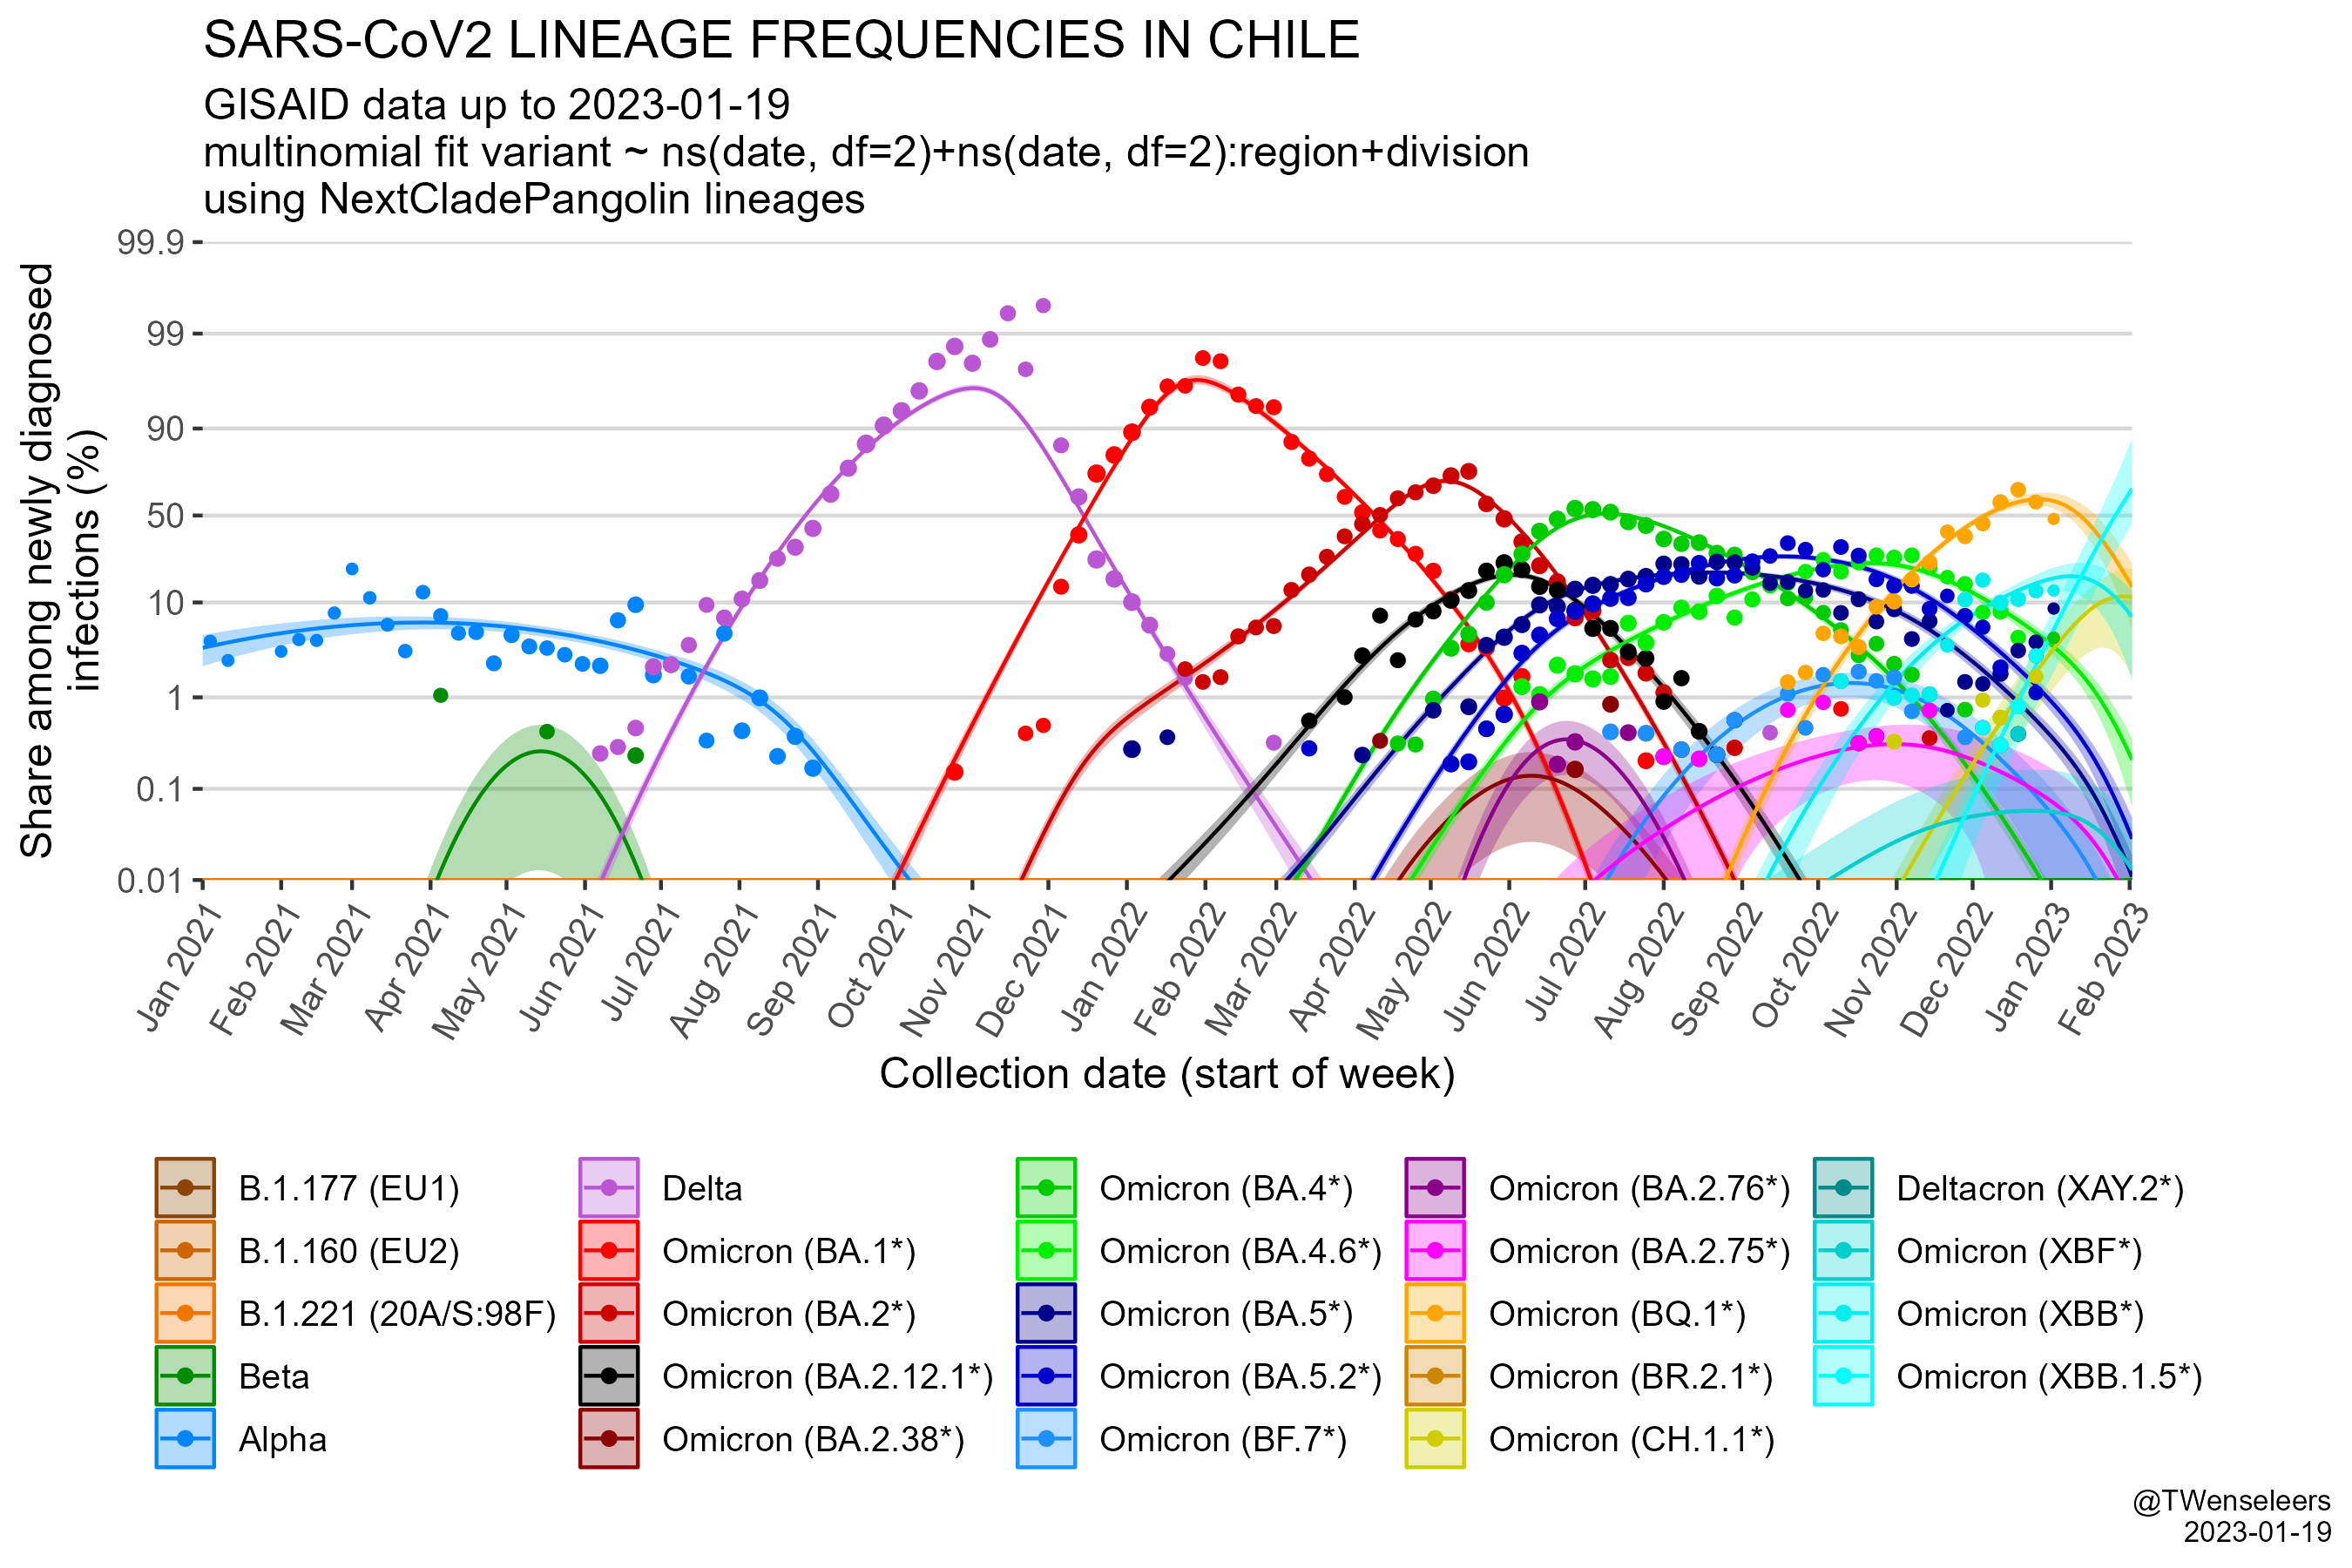 SARS-CoV2 LINEAGE FREQUENCIES IN CHILE
GISAID data up to 2023-01-19
multinomial fit variant ~ ns(date, df=2)+ns(date, df=2):region+division
using NextCladePangolin lineages
Share among newly diagnosed
infections (%)
99.9
99
90
50
10
1
0.1
0.01
Jan 2021
Feb 2021
Mar 2021
Apr 2021
May 2021
Jun 2021
Jul 2021
Aug 2021
Sep 2021
Oct 2021
Nov 2021
Dec 2021
Jan 2022
Feb 2022
Mar 2022
Apr 2022
May 2022
Jun 2022
Jul 2022
Aug 2022
Sep 2022
Oct 2022
Nov 2022
Dec 2022
Jan 2023
Feb 2023
Collection date (start of week)
B.1.177 (EU1)
B.1.160 (EU2)
B.1.221 (20A/S:98F)
Beta
Alpha
Delta
Omicron (BA.1*)
Omicron (BA.2*)
Omicron (BA.2.12.1*)
Omicron (BA.2.38*)
Omicron (BA.4*)
Omicron (BA.4.6*)
Omicron (BA.5*)
Omicron (BA.5.2*)
Omicron (BF.7*)
Omicron (BA.2.76*)
Omicron (BA.2.75*)
Omicron (BQ.1*)
Omicron (BR.2.1*)
Omicron (CH.1.1*)
Deltacron (XAY.2*)
Omicron (XBF*)
Omicron (XBB*)
Omicron (XBB.1.5*)
@TWenseleers
2023-01-19